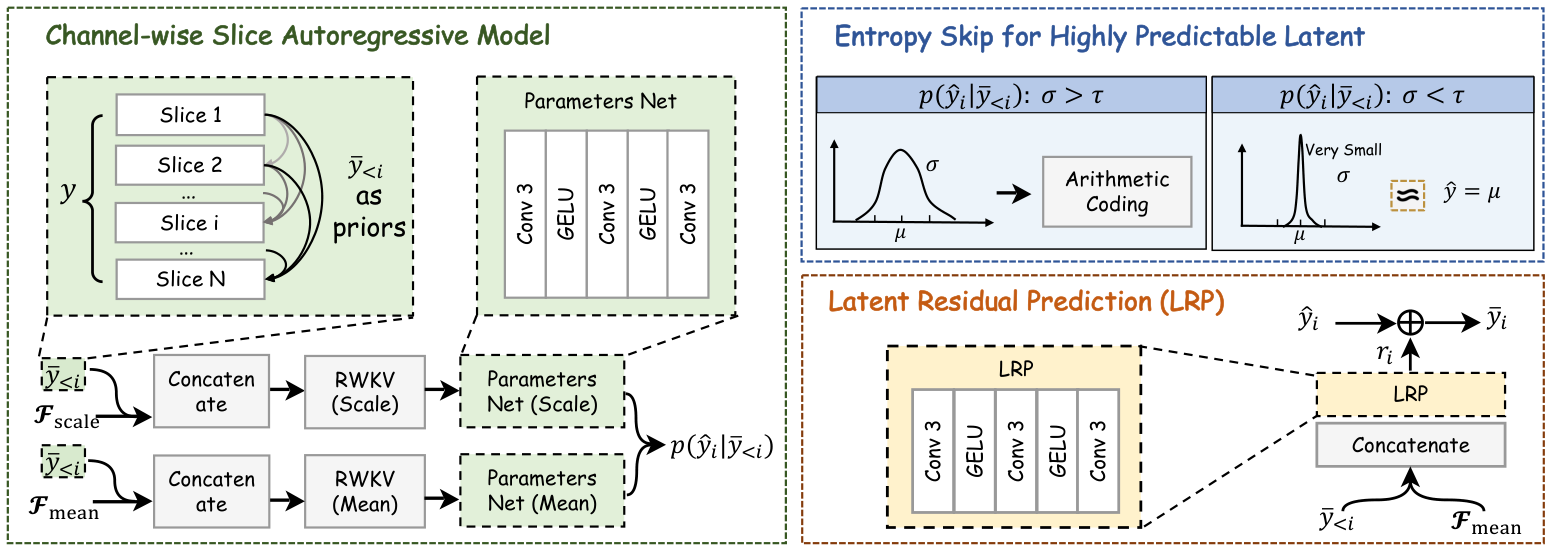 Channel-wise Slice Autoregressive Model
Slice 1
Slice 2
...
Slice i
...
Slice N
y
ȳ<i
as
priors
Parameters Net
Conv 3
GELU
Conv 3
GELU
Conv 3
ȳ<i
𝓕scale
Concaten
ate
RWKV
(Scale)
Parameters
Net (Scale)
ȳ<i
𝓕mean
Concaten
ate
RWKV
(Mean)
Parameters
Net (Mean)
p(ŷi|ȳ<i)
Entropy Skip for Highly Predictable Latent
p(ŷi|ȳ<i): σ > τ
σ
μ
Arithmetic
Coding
p(ŷi|ȳ<i): σ < τ
Very Small
σ
μ
≈
ŷ = μ
Latent Residual Prediction (LRP)
LRP
Conv 3
GELU
Conv 3
GELU
Conv 3
ŷi
ȳi
ri
LRP
Concatenate
ȳ<i
𝓕mean